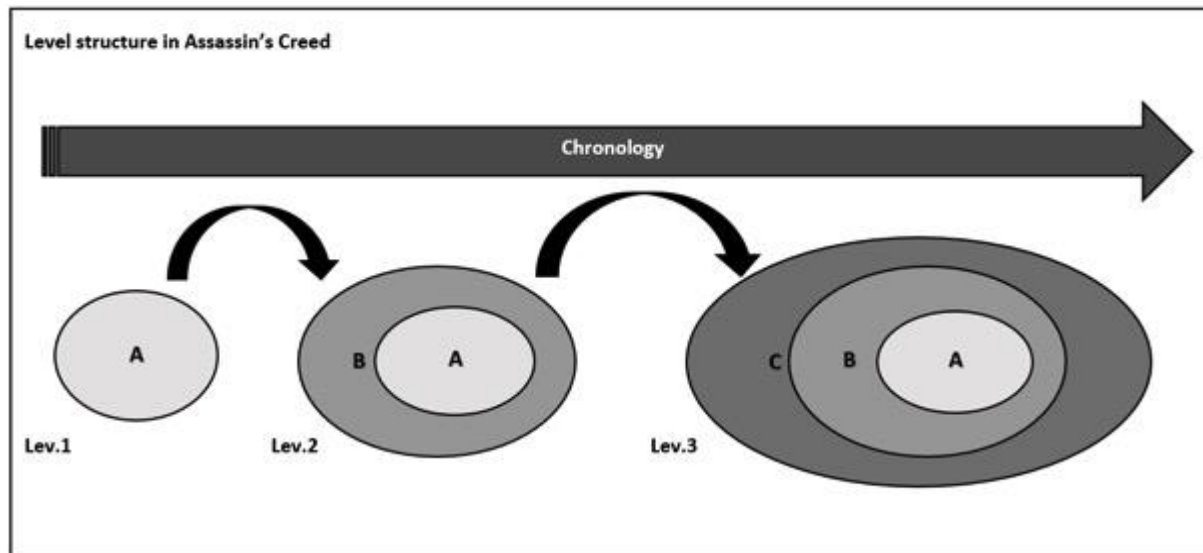 Level structure in Assassin's Creed
Chronology
A
B
A
C
B
A
Lev.1
Lev.2
Lev.3